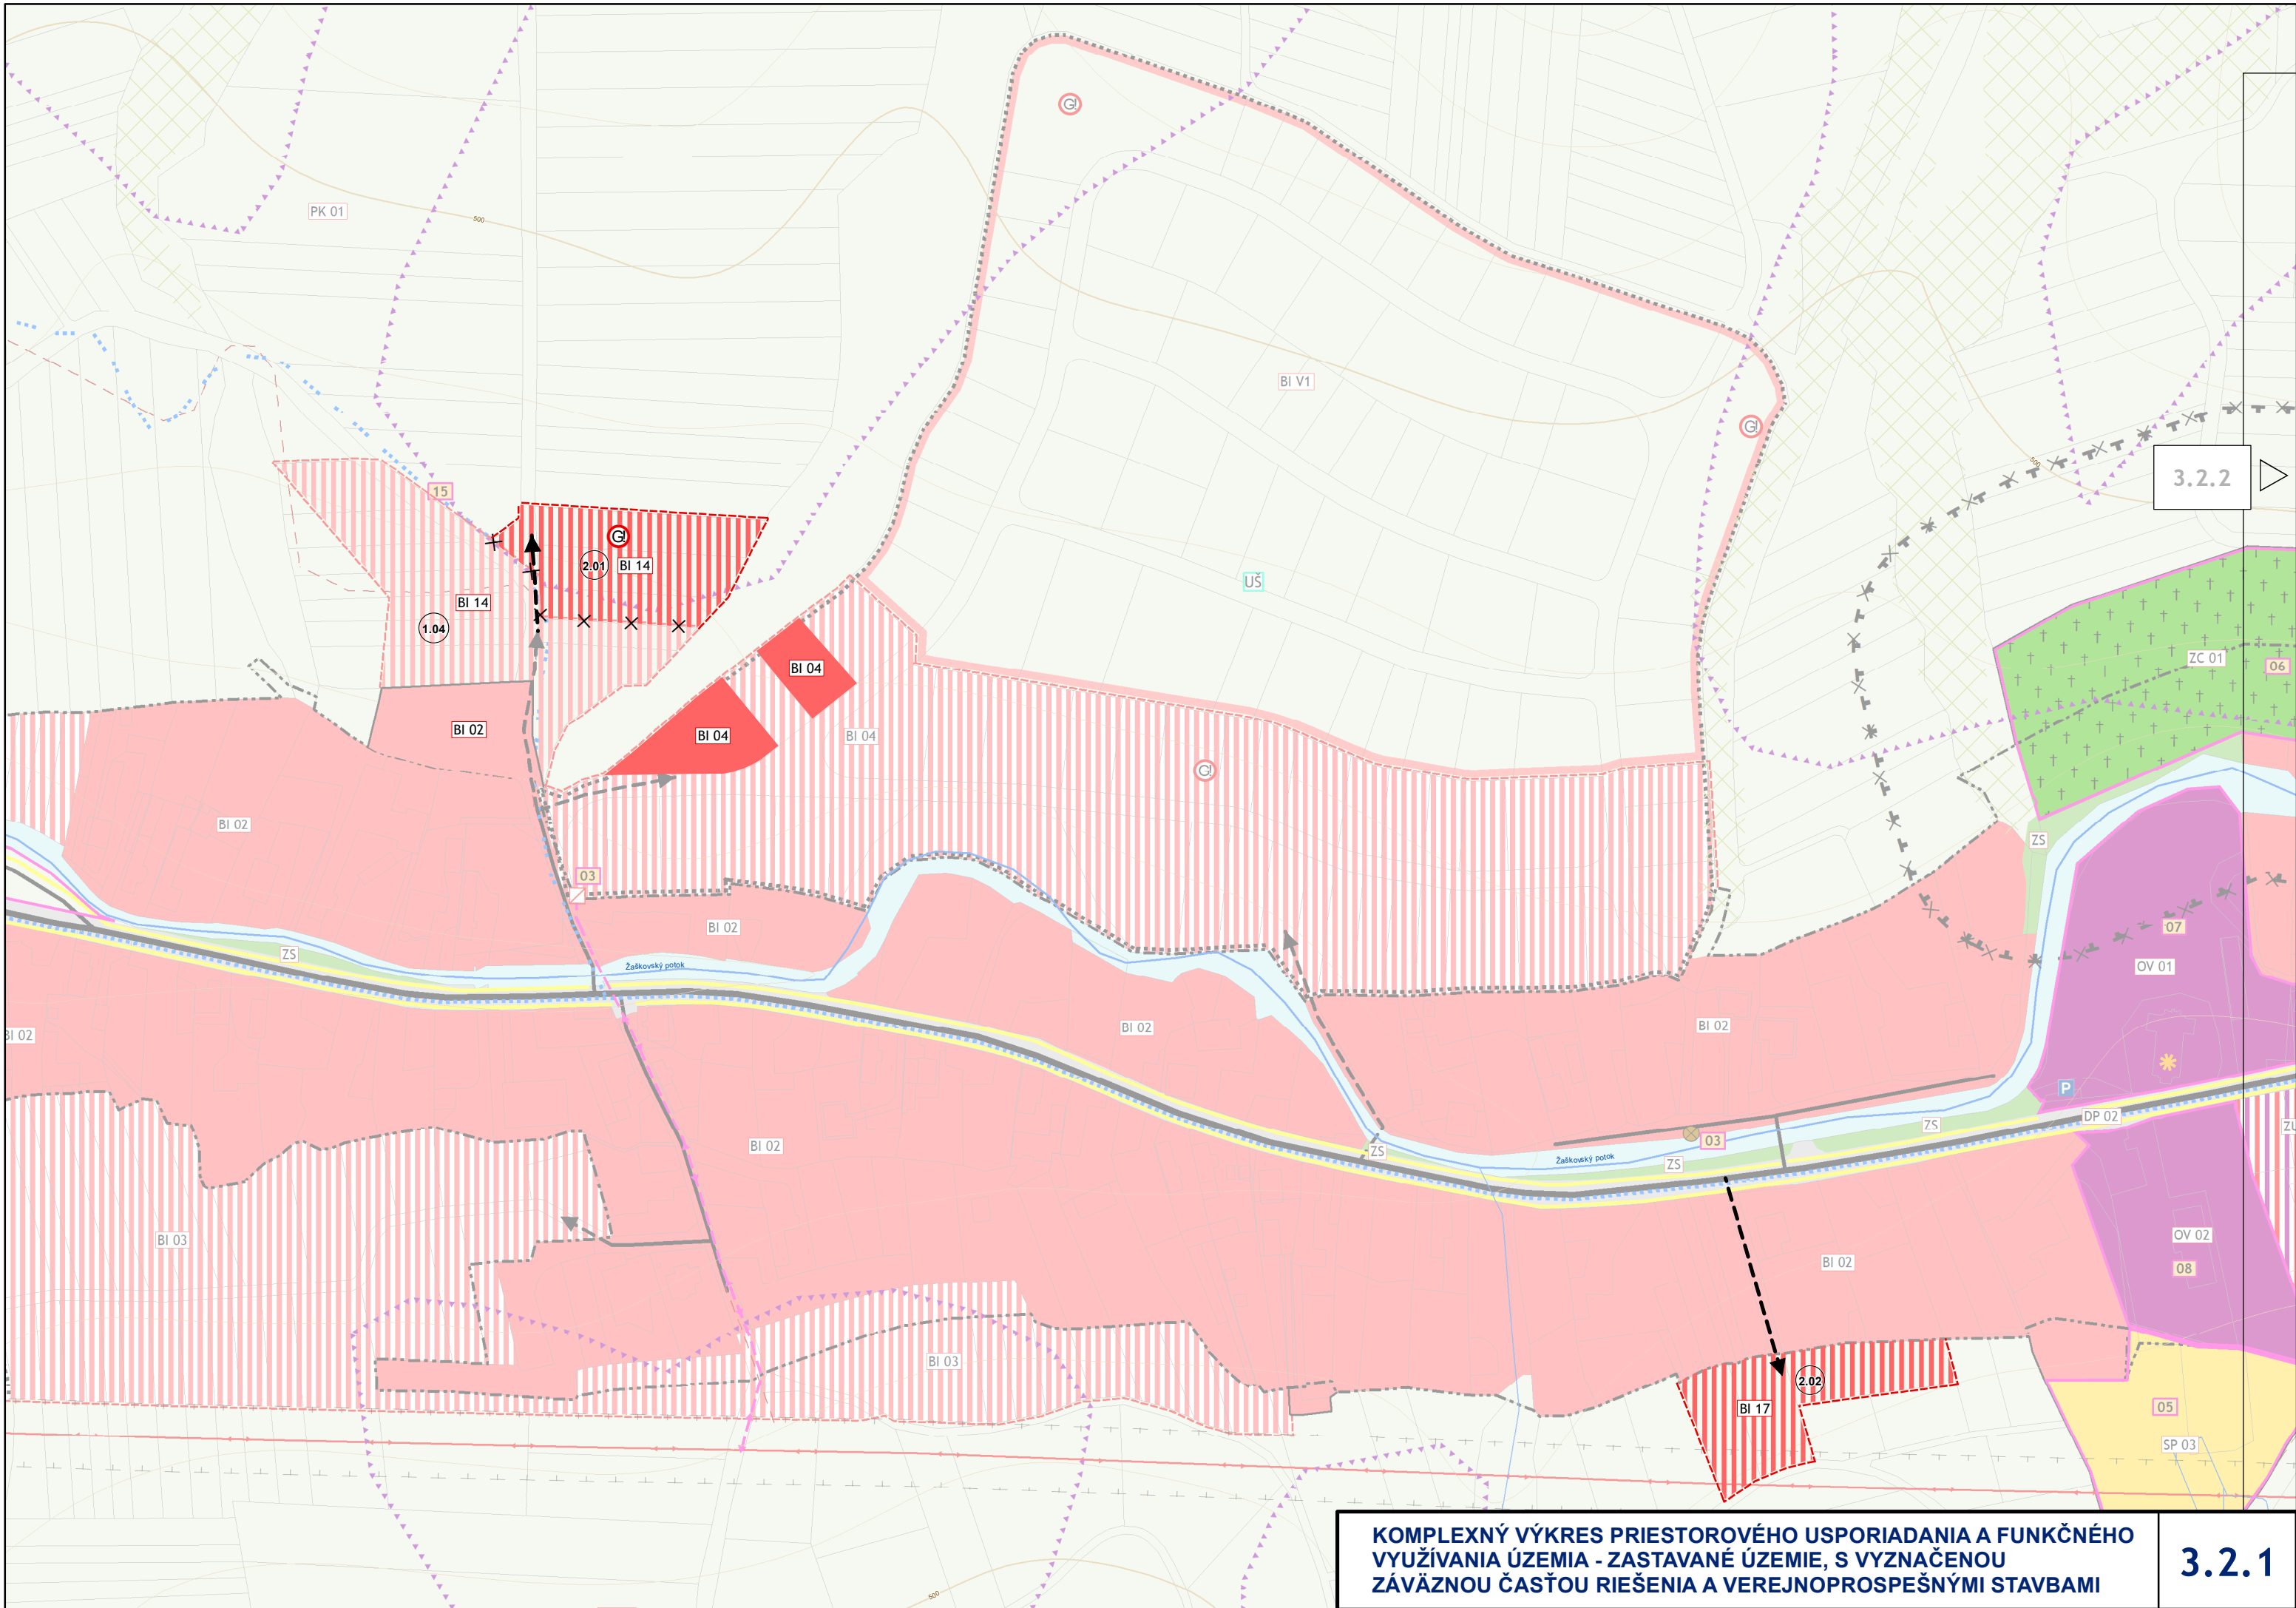 PK 01
500
G!
BI V1
G!
500
3.2.2
15
G!
2.01
BI 14
BI 14
1.04
UŠ
ZC 01
06
BI 04
BI 02
BI 04
BI 04
G!
BI 02
ZS
03
07
BI 02
ZS
Žaškovský potok
OV 01
BI 02
BI 02
BI 02
P
DP 02
ZS
ZU
03
BI 02
ZS
Žaškovský potok
ZS
BI 03
OV 02
BI 02
08
BI 03
2.02
BI 17
05
SP 03
500
KOMPLEXNÝ VÝKRES PRIESTOROVÉHO USPORIADANIA A FUNKČNÉHO
VYUŽÍVANIA ÚZEMIA - ZASTAVANÉ ÚZEMIE, S VYZNAČENOU
ZÁVÄZNOU ČASŤOU RIEŠENIA A VEREJNOPROSPEŠNÝMI STAVBAMI
3.2.1